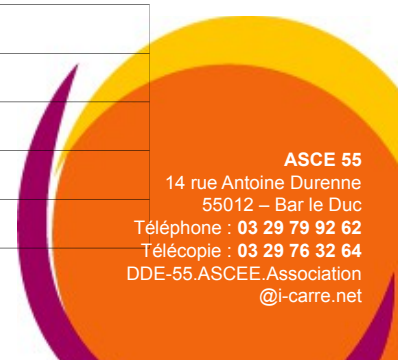 ASCE 55
14 rue Antoine Durenne
55012 – Bar le Duc
Téléphone : 03 29 79 92 62
Télécopie : 03 29 76 32 64
DDE-55.ASCEE.Association
@i-carre.net